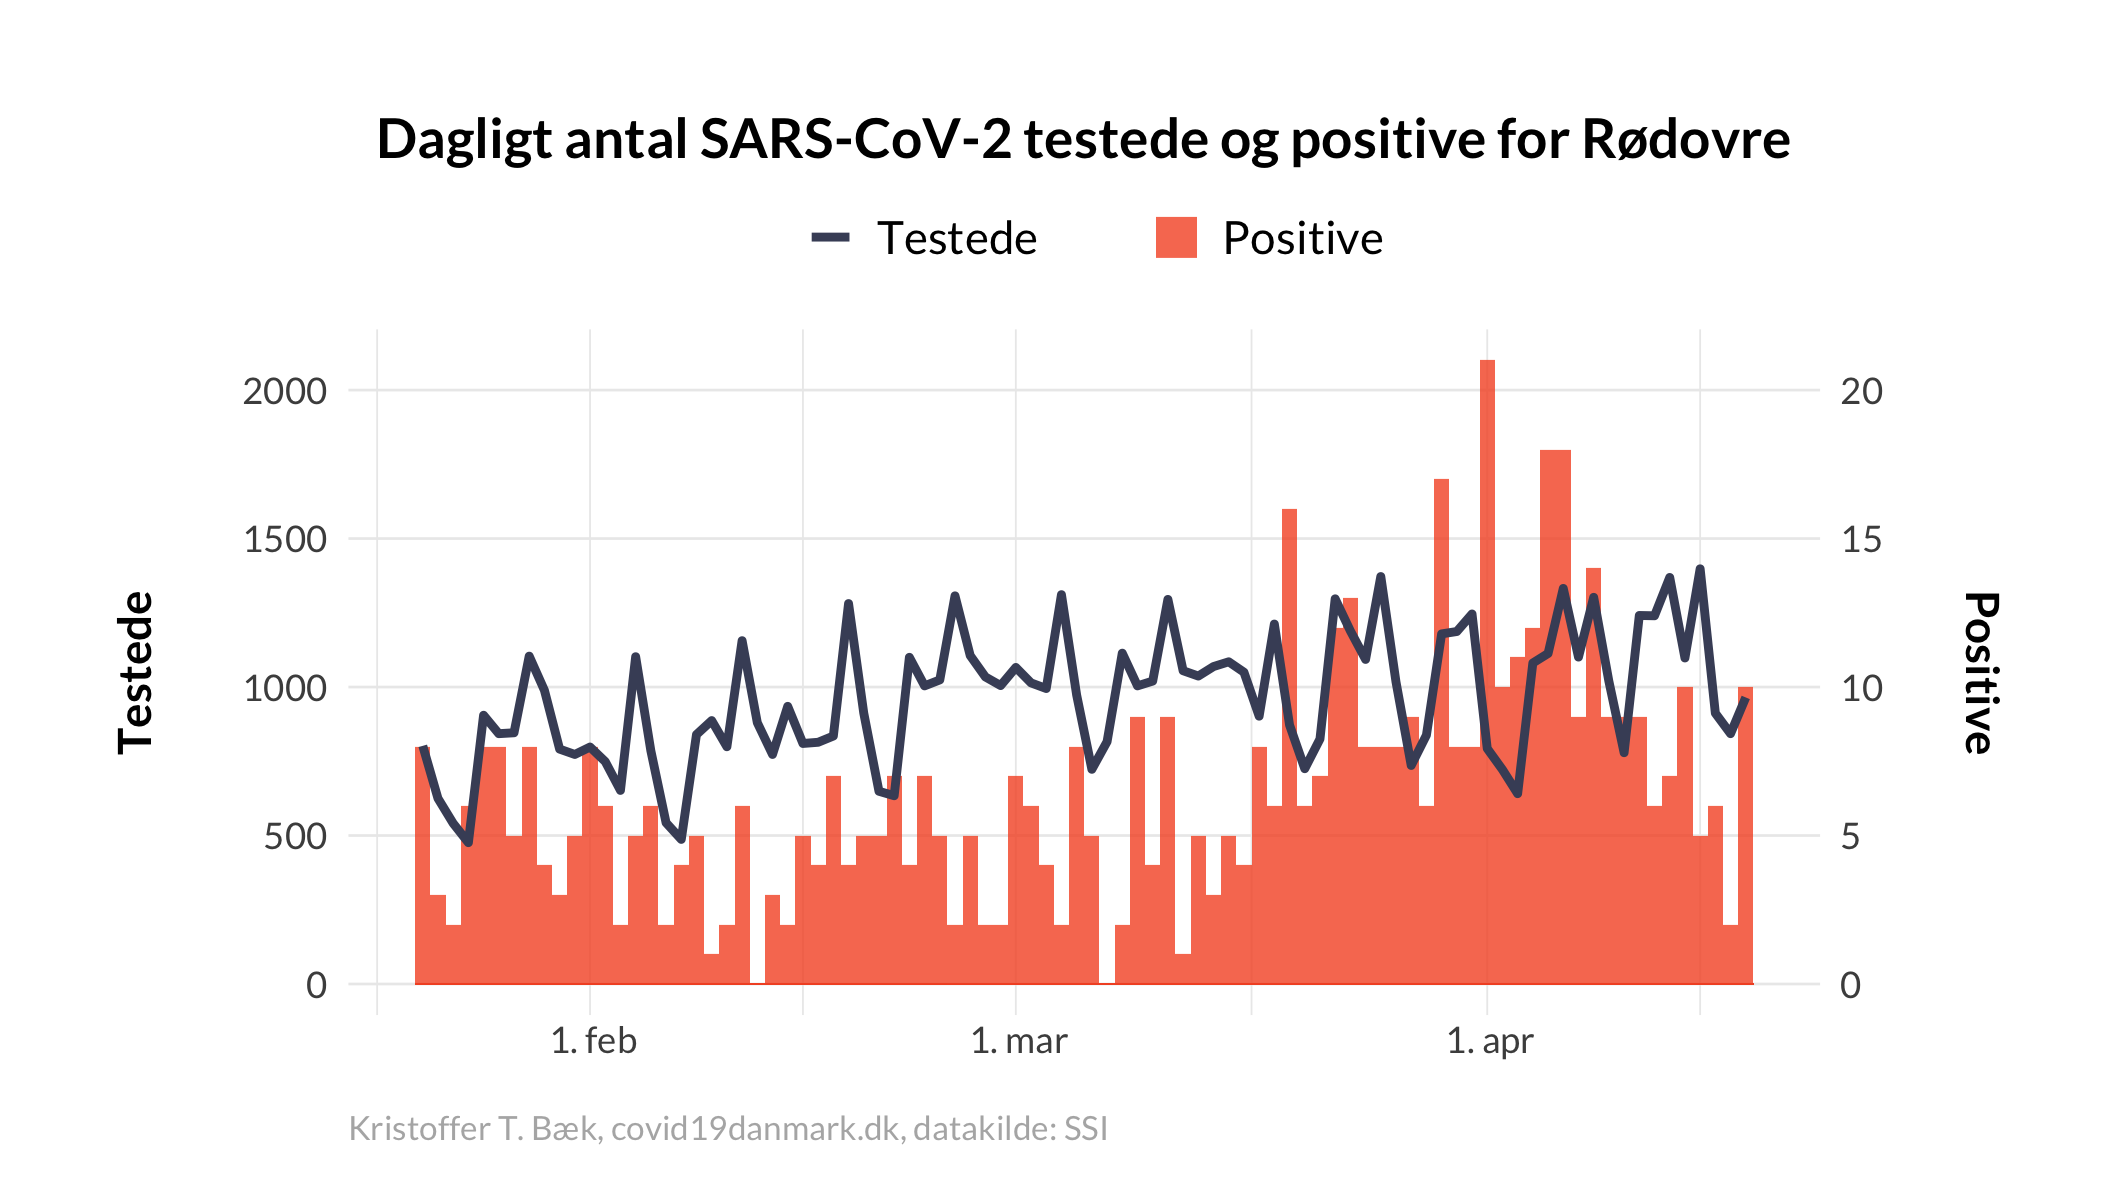 Dagligt antal SARS-CoV-2 testede og positive for Rødovre
Testede Positive
2000 20
1500 15
1000 10
500 5
0 0
Testede
Positive
1. feb 1. mar 1. apr
Kristoffer T. Bæk, covid19danmark.dk, datakilde: SSI